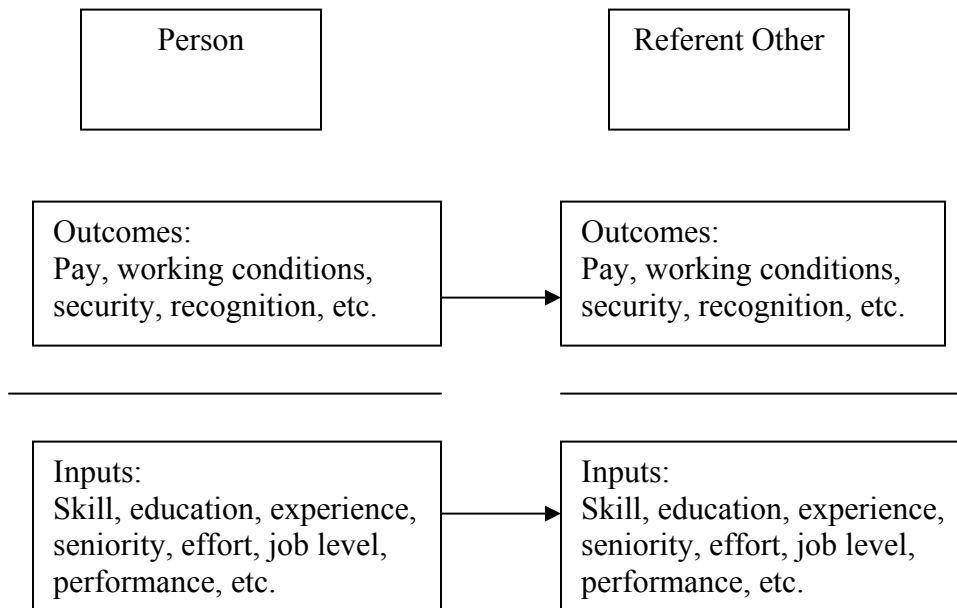 Person
Referent Other
Outcomes:
Pay, working conditions,
security, recognition, etc.
Outcomes:
Pay, working conditions,
security, recognition, etc.
Inputs:
Skill, education, experience,
seniority, effort, job level,
performance, etc.
Inputs:
Skill, education, experience,
seniority, effort, job level,
performance, etc.